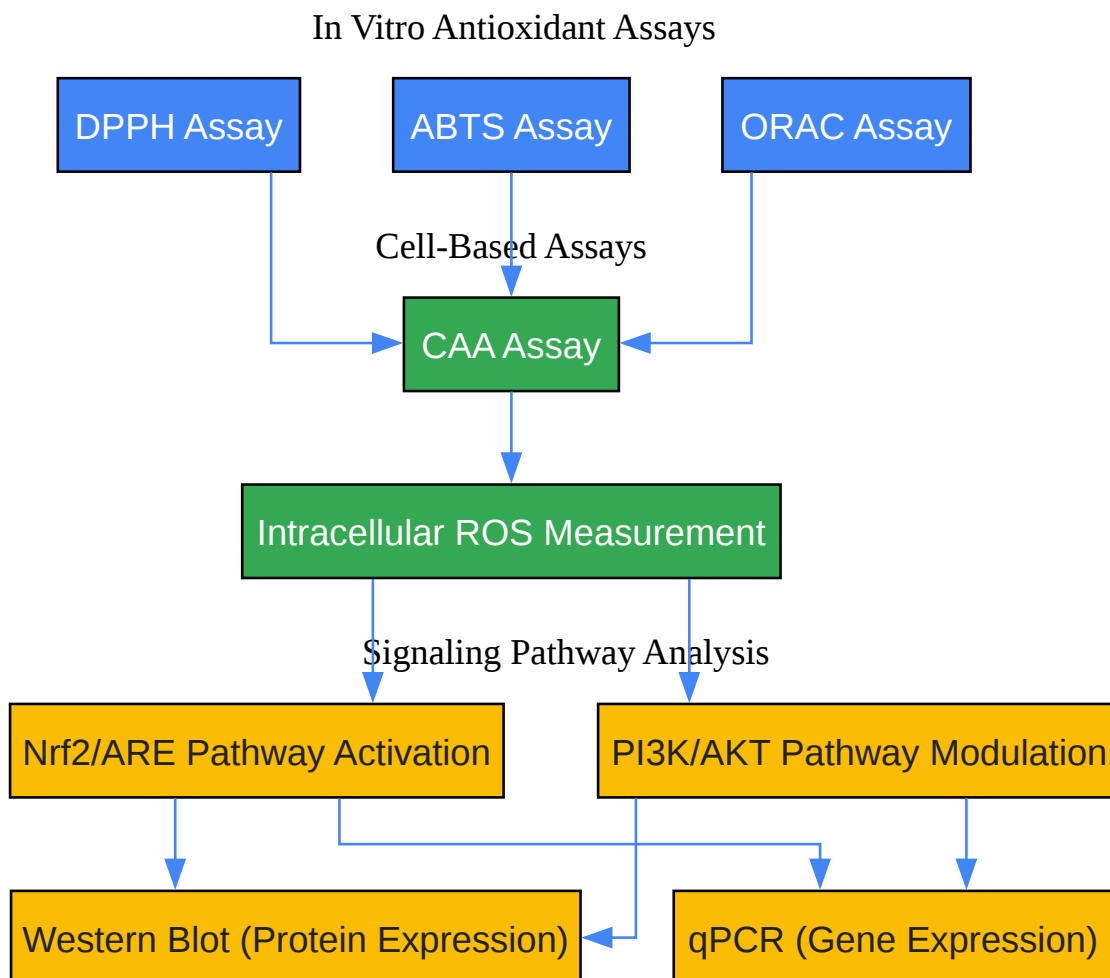 In Vitro Antioxidant Assays
DPPH Assay
ABTS Assay
ORAC Assay
Cell-Based Assays
CAA Assay
Intracellular ROS Measurement
Signaling Pathway Analysis
Nrf2/ARE Pathway Activation
PI3K/AKT Pathway Modulation
Western Blot (Protein Expression)
qPCR (Gene Expression)